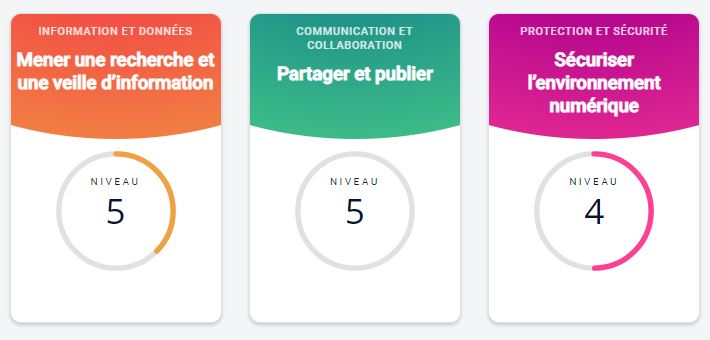 INFORMATION ET DONNÉES
Mener une recherche et
une veille d’information
NIVEAU
5
COMMUNICATION ET
COLLABORATION
Partager et publier
NIVEAU
5
PROTECTION ET SÉCURITÉ
Sécuriser
l’environnement
numérique
NIVEAU
4